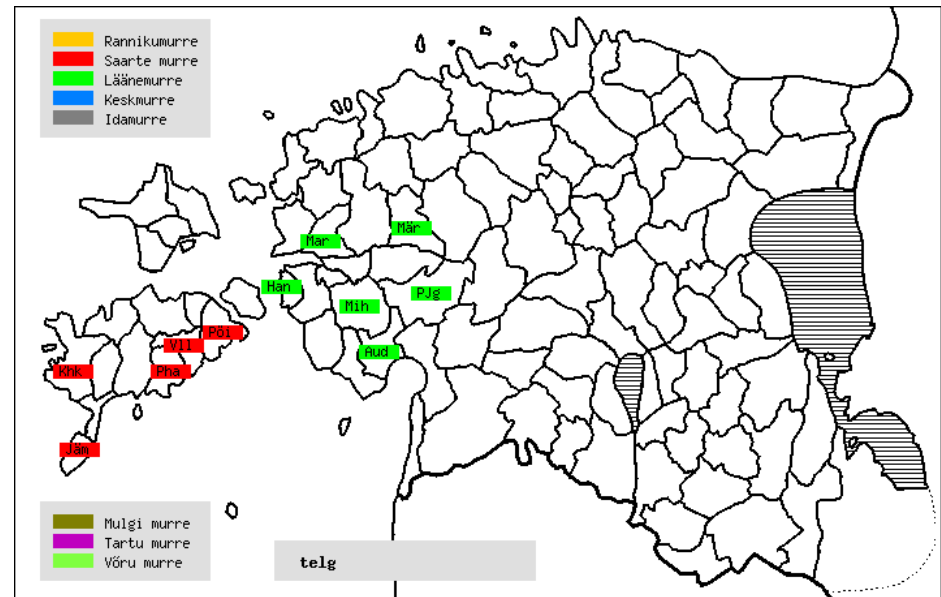 Rannikumurre
Saarte murre
Läänemurre
Keskmurre
Idamurre
Mar
Mär
Han
Mih
PJg
Aud
Pöi
Vll
Khk
Pha
Jäm
Mulgi murre
Tartu murre
Võru murre
telg